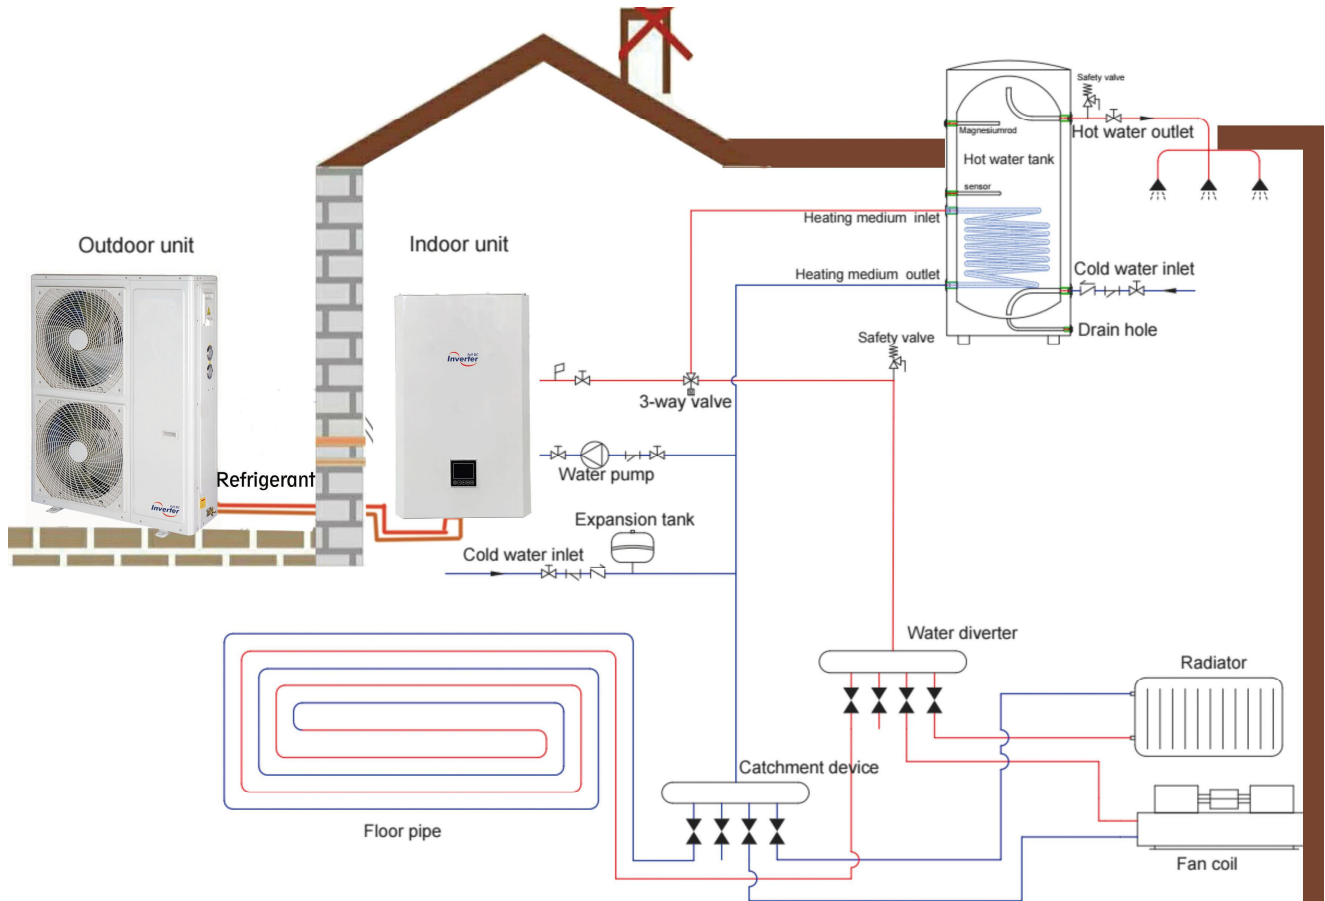 Safety valve
Hot water outlet
Magnesiumrod
Hot water tank
sensor
Heating medium inlet
Outdoor unit
Indoor unit
Heating medium outlet
Cold water inlet
Drain hole
Safety valve
Inverter
3-way valve
Refrigerant
Water pump
Inverter
Expansion tank
Cold water inlet
Water diverter
Radiator
Catchment device
Floor pipe
Fan coil